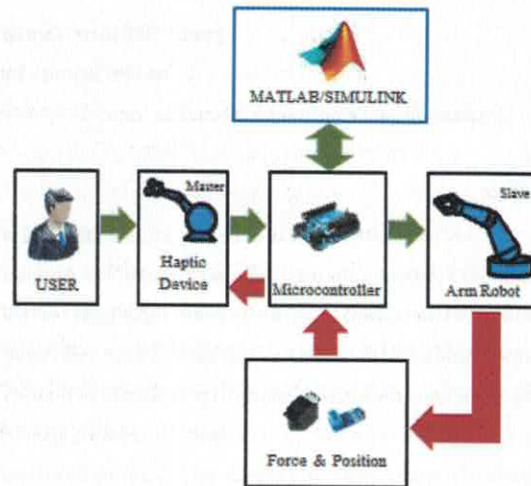 MATLAB/SIMULINK
USER
Master
Haptic
Device
Microcontroller
Slave
Arm Robot
Force & Position